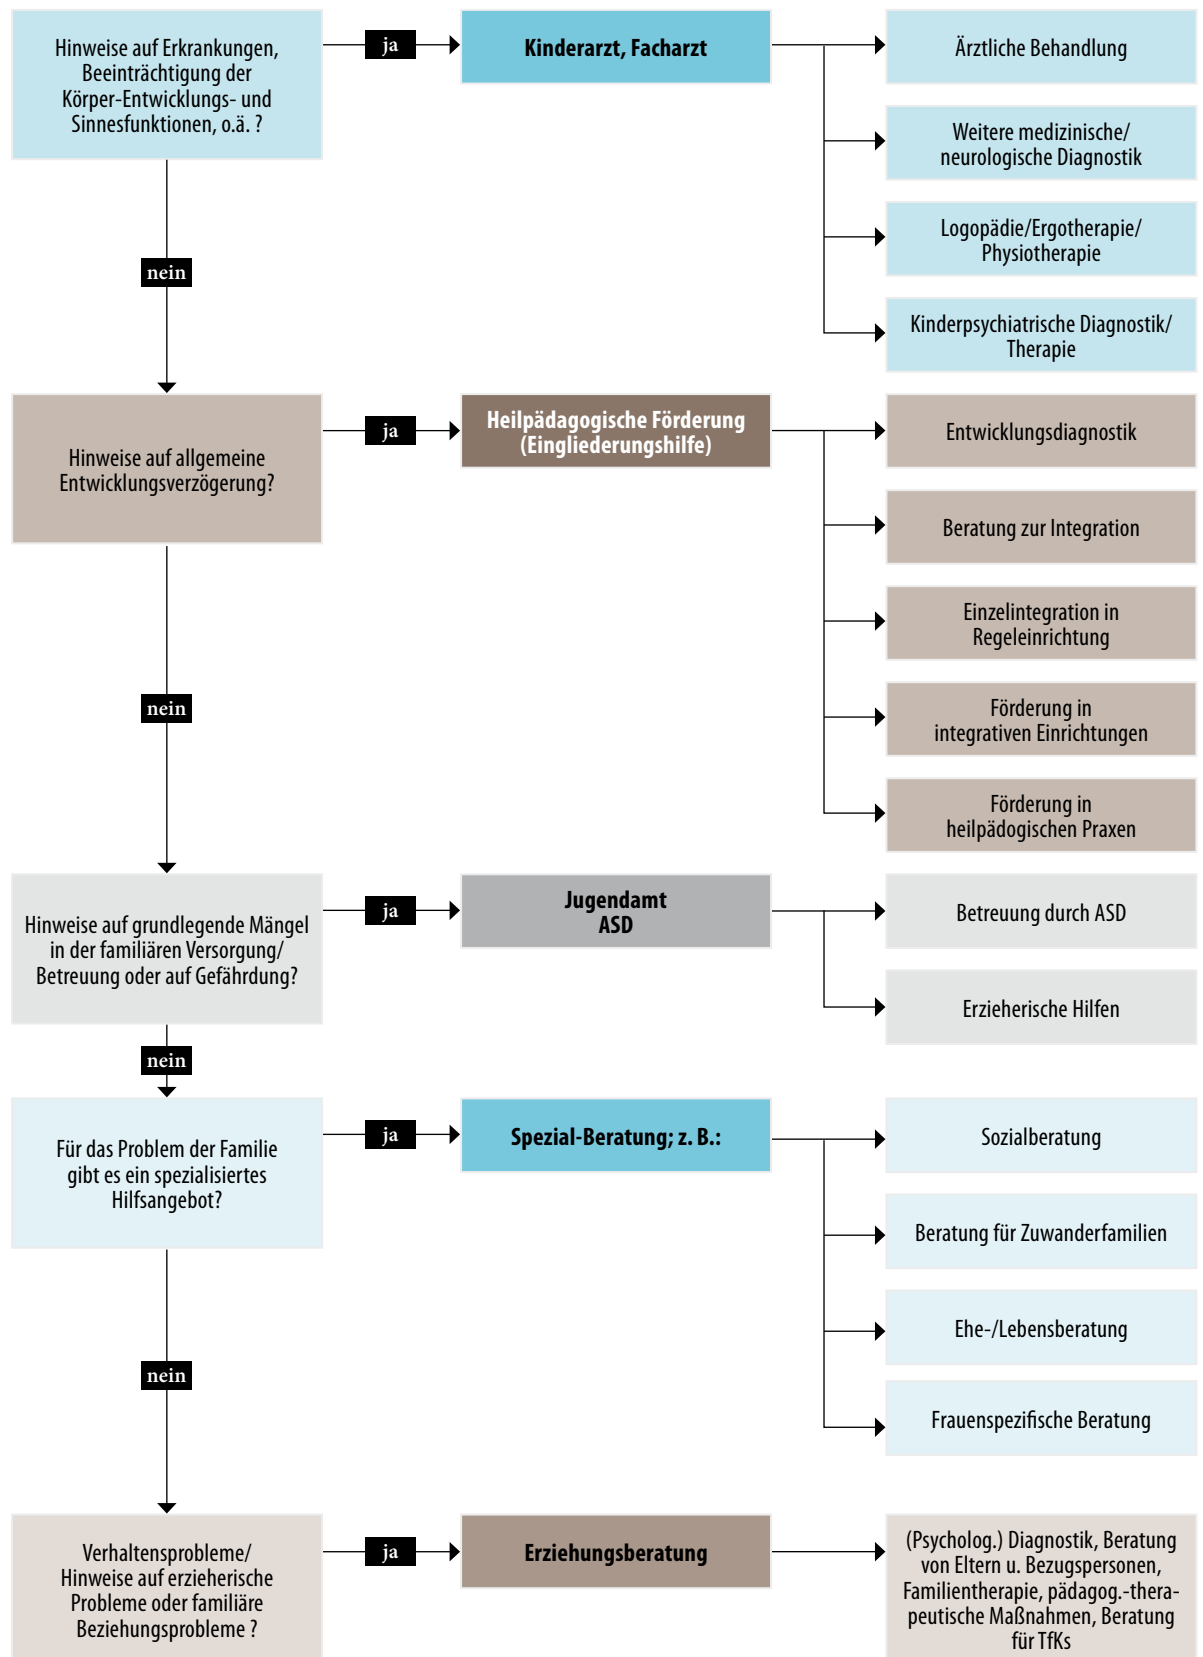 Hinweise auf Erkrankungen,
Beeinträchtigung der
Körper-Entwicklungs- und
Sinnesfunktionen, o.ä. ?
ja
Kinderarzt, Facharzt
Ärztliche Behandlung
Weitere medizinische/
neurologische Diagnostik
Logopädie/Ergotherapie/
Physiotherapie
Kinderpsychiatrische Diagnostik/
Therapie
nein
Hinweise auf allgemeine
Entwicklungsverzögerung?
ja
Heilpädagogische Förderung
(Eingliederungshilfe)
Entwicklungsdiagnostik
Beratung zur Integration
Einzelintegration in
Regeleinrichtung
Förderung in
integrativen Einrichtungen
Förderung in
heilpädogischen Praxen
nein
Hinweise auf grundlegende Mängel
in der familiären Versorgung/
Betreuung oder auf Gefährdung?
ja
Jugendamt
ASD
Betreuung durch ASD
Erzieherische Hilfen
nein
Für das Problem der Familie
gibt es ein spezialisiertes
Hilfsangebot?
ja
Spezial-Beratung; z. B.:
Sozialberatung
Beratung für Zuwanderfamilien
Ehe-/Lebensberatung
Frauenspezifische Beratung
nein
Verhaltensprobleme/
Hinweise auf erzieherische
Probleme oder familiäre
Beziehungsprobleme ?
ja
Erziehungsberatung
(Psycholog.) Diagnostik, Beratung
von Eltern u. Bezugspersonen,
Familientherapie, pädagog.-thera-
peutische Maßnahmen, Beratung
für TfKs